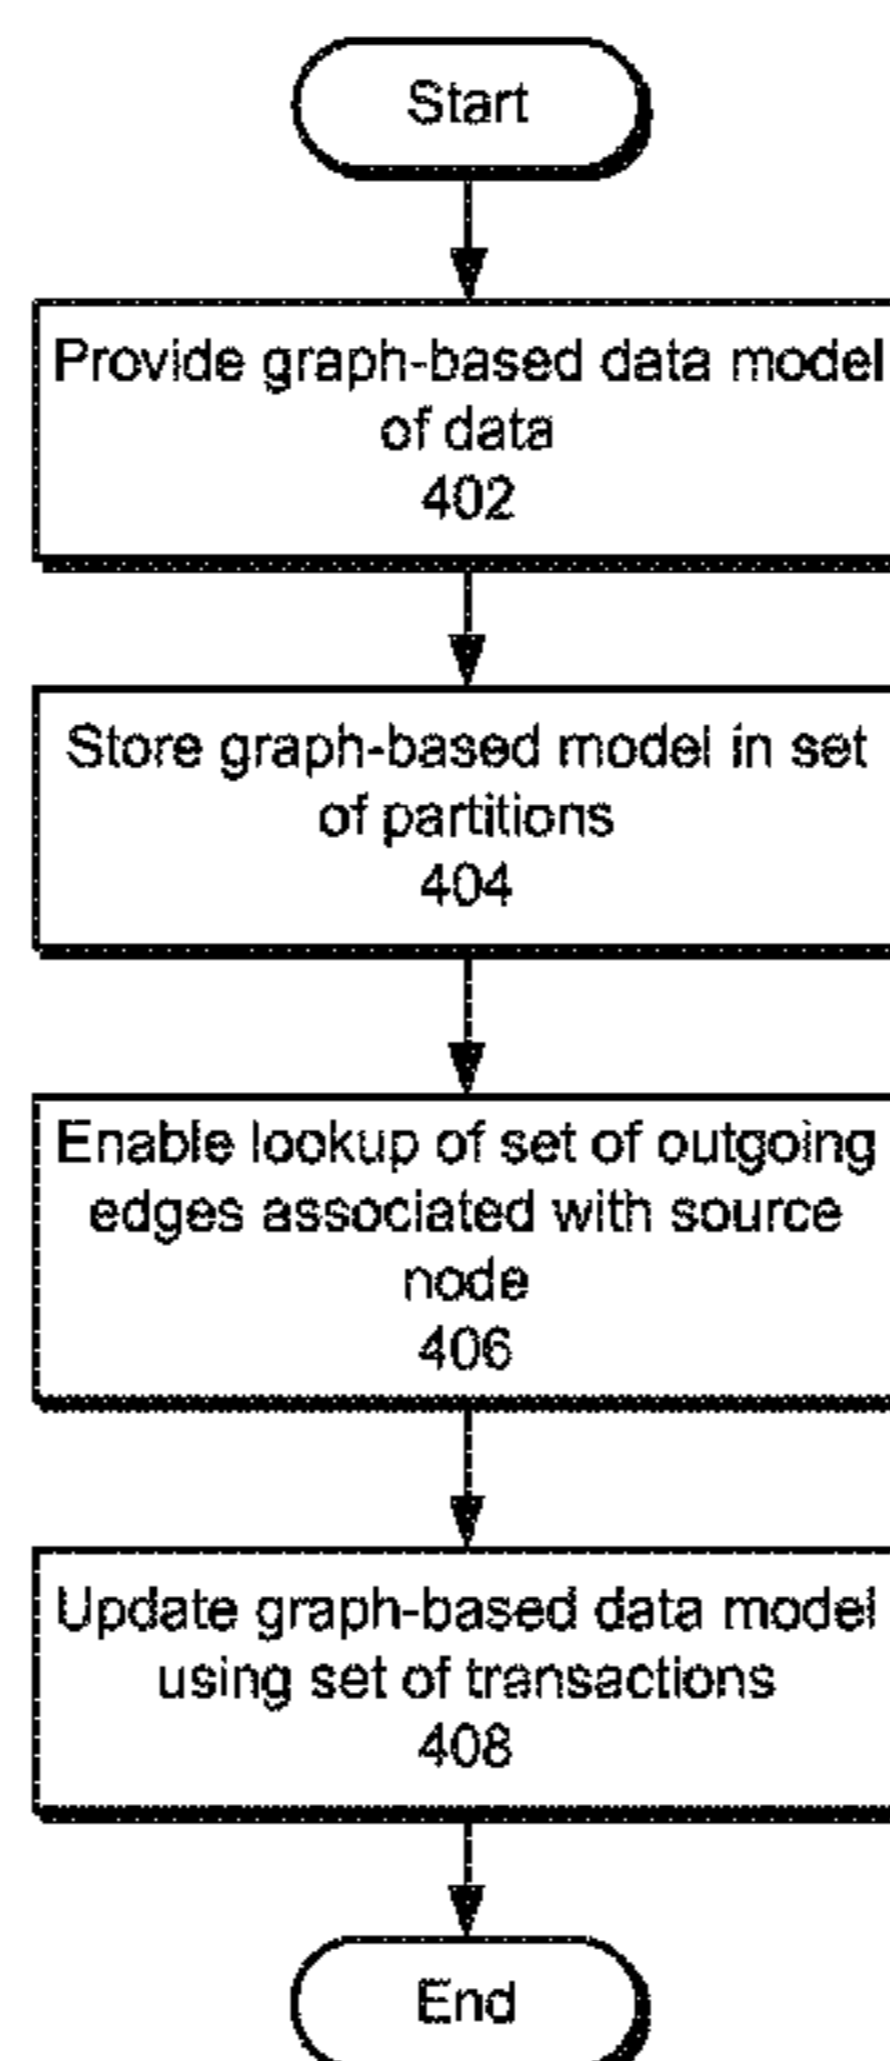 Start
Provide graph-based data model
of data
402
Store graph-based model in set
of partitions
404
Enable lookup of set of outgoing
edges associated with source
node
406
Update graph-based data model
using set of transactions
408
End